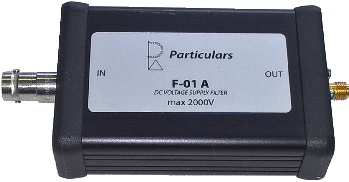 Particulars
IN
OUT
F-01 A
DC VOLTAGE SUPPLY FILTER
max 2000V